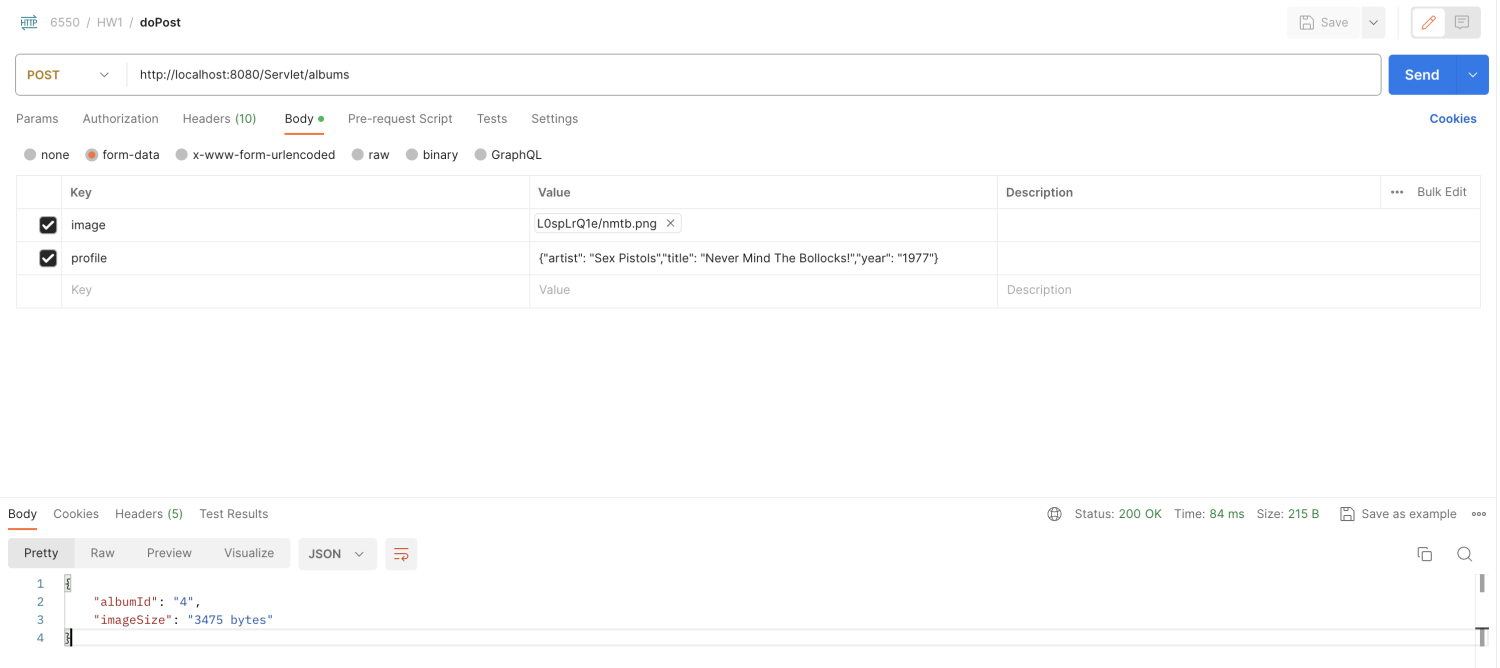 HTTP 6550 / HW1 / doPost Save
POST http://localhost:8080/Servlet/albums Send
Params Authorization Headers (10) Body Pre-request Script Tests Settings Cookies
none form-data x-www-form-urlencoded raw binary GraphQL
Key Value Description ••• Bulk Edit
image L0spLrQ1e/nmtb.png
profile {"artist": "Sex Pistols","title": "Never Mind The Bollocks!","year": "1977"}
Key Value Description
Body Cookies Headers (5) Test Results Status: 200 OK Time: 84 ms Size: 215 B Save as example
Pretty Raw Preview Visualize JSON
1 {
2 "albumId": "4",
3 "imageSize": "3475 bytes"
4 }